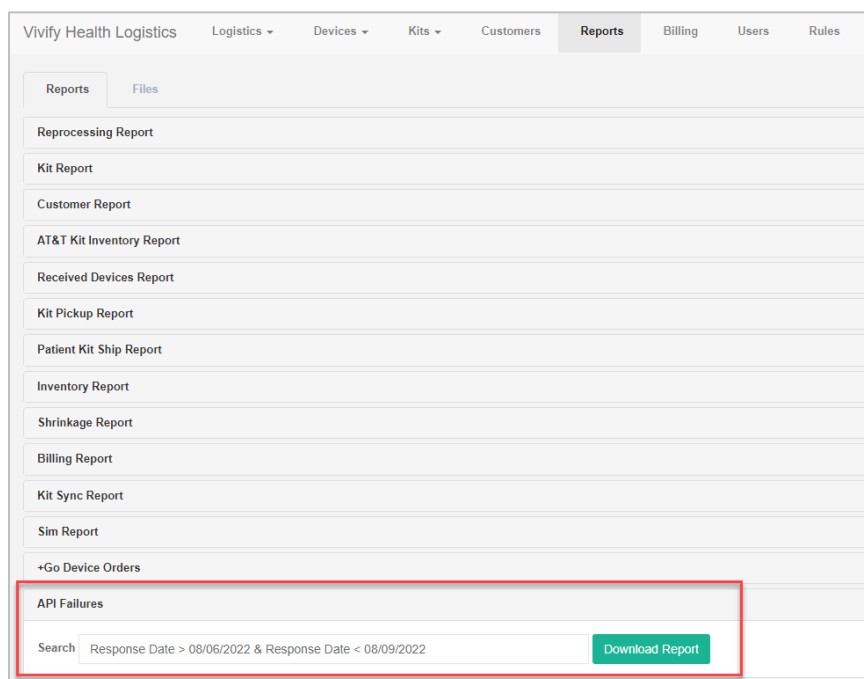 Vivify Health Logistics Logistics Devices Kits Customers Reports Billing Users Rules
Reports Files
Reprocessing Report
Kit Report
Customer Report
AT&T Kit Inventory Report
Received Devices Report
Kit Pickup Report
Patient Kit Ship Report
Inventory Report
Shrinkage Report
Billing Report
Kit Sync Report
Sim Report
+Go Device Orders
API Failures
Search Response Date > 08/06/2022 & Response Date < 08/09/2022 Download Report